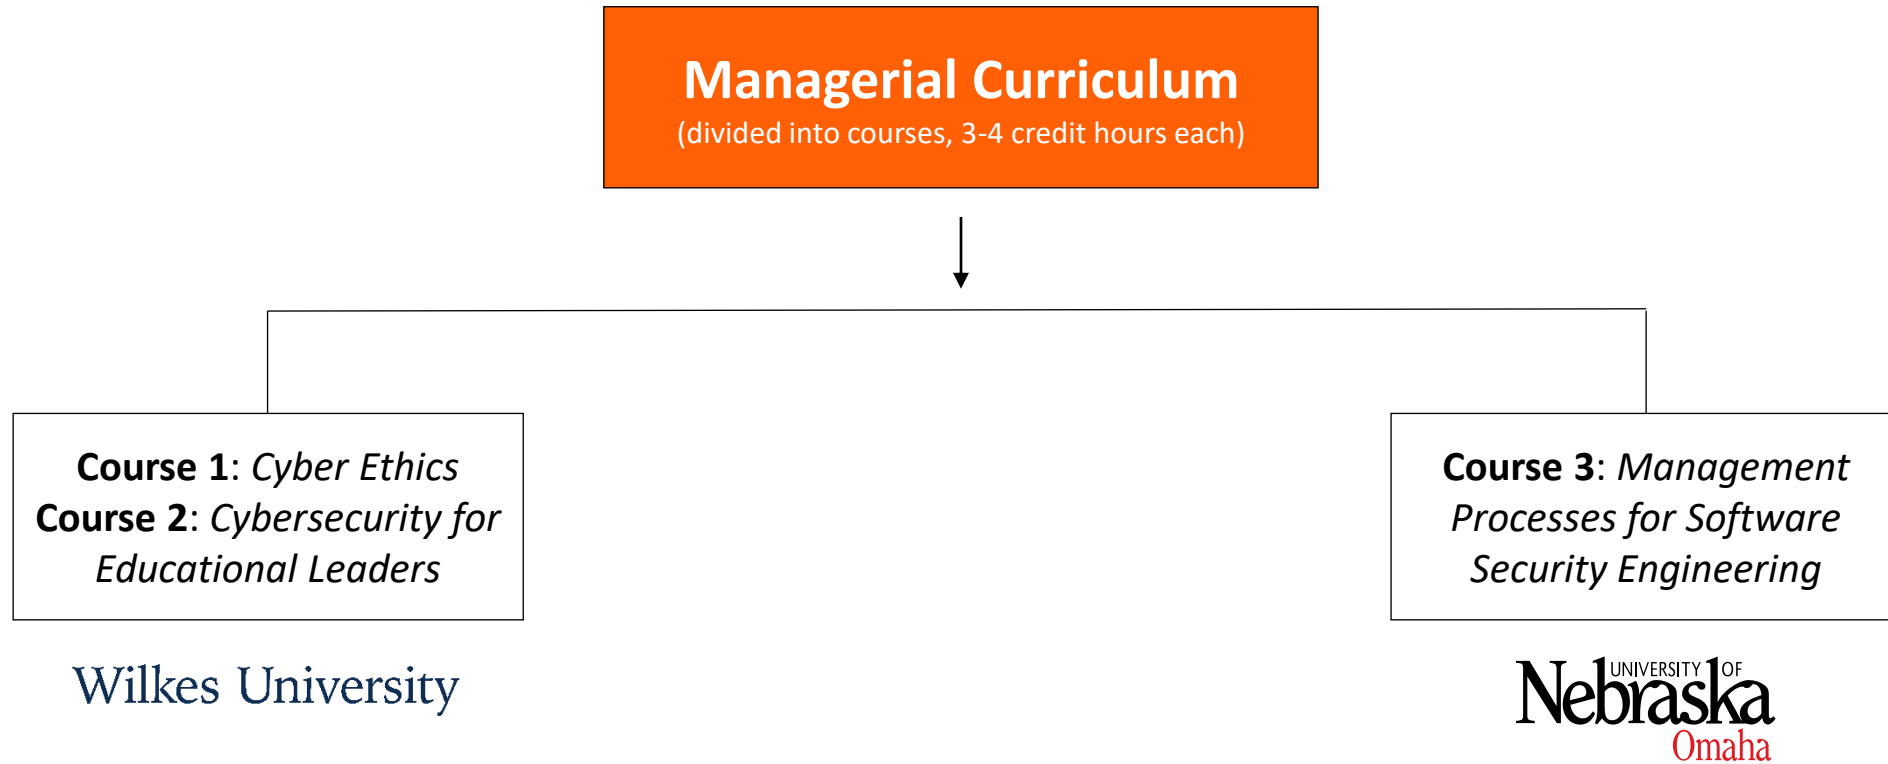 Managerial Curriculum
(divided into courses, 3-4 credit hours each)
Course 1: Cyber Ethics
Course 2: Cybersecurity for
Educational Leaders
Wilkes University
Course 3: Management
Processes for Software
Security Engineering
UNIVERSITY OF
Nebraska
Omaha